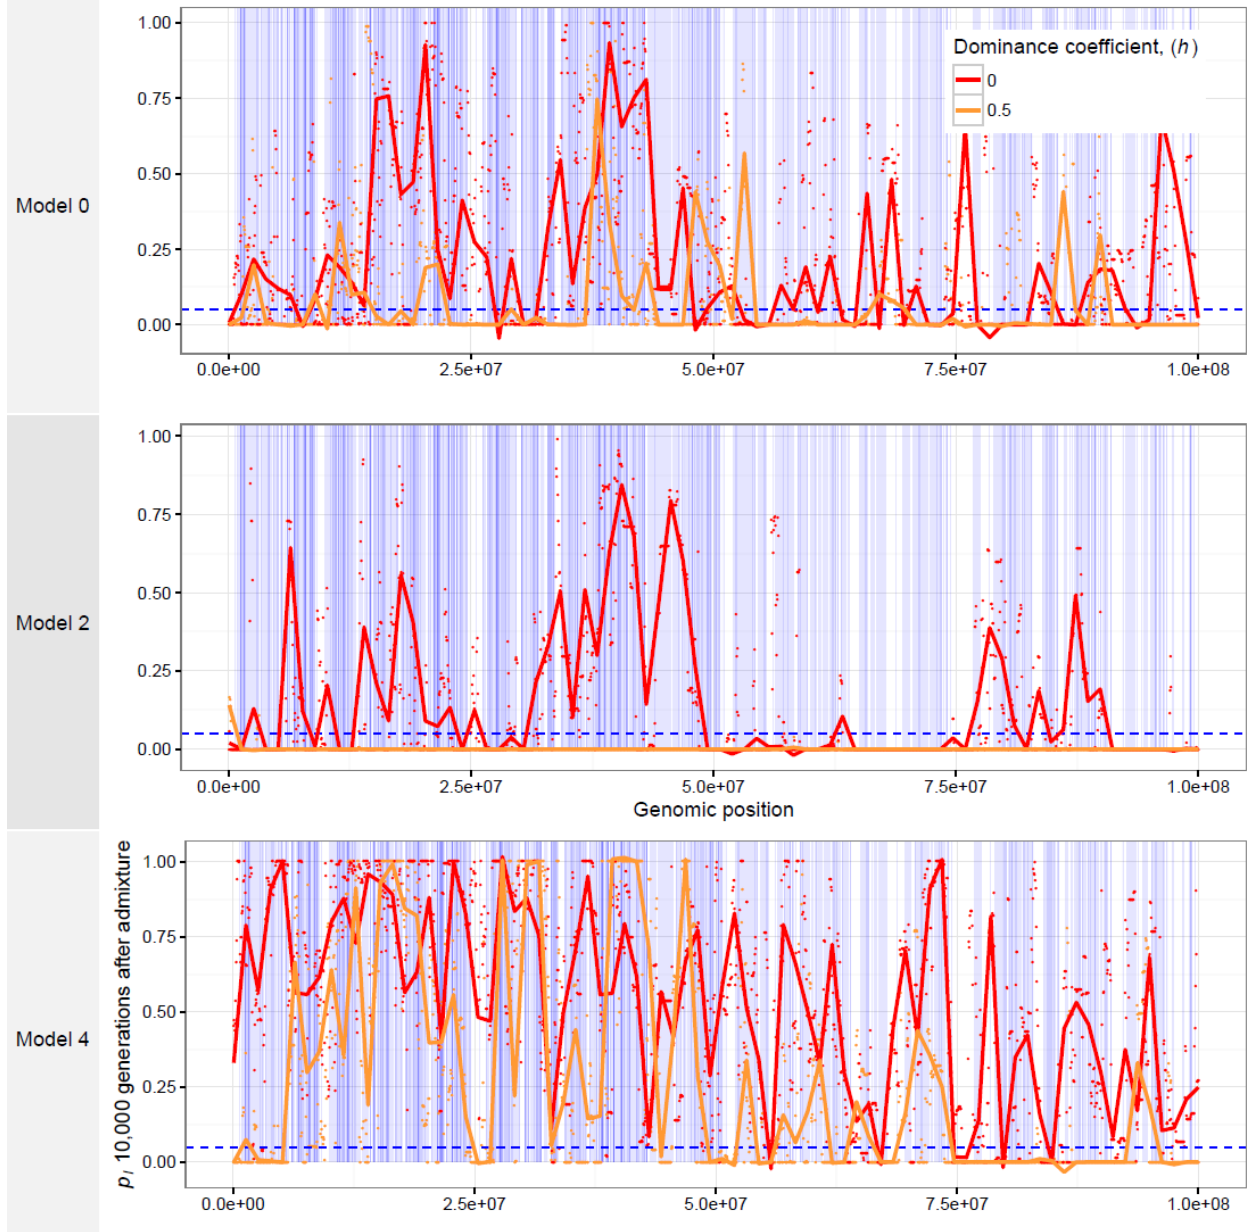 Model 0
1.00
0.75
0.50
0.25
0.00
Dominance coefficient, (h)
0
0.5
0.0e+00 2.5e+07 5.0e+07 7.5e+07 1.0e+08
Model 2
1.00
0.75
0.50
0.25
0.00
0.0e+00 2.5e+07 5.0e+07 7.5e+07 1.0e+08
Genomic position
Model 4
p_I 10,000 generations after admixture
1.00
0.75
0.50
0.25
0.00
0.0e+00 2.5e+07 5.0e+07 7.5e+07 1.0e+08